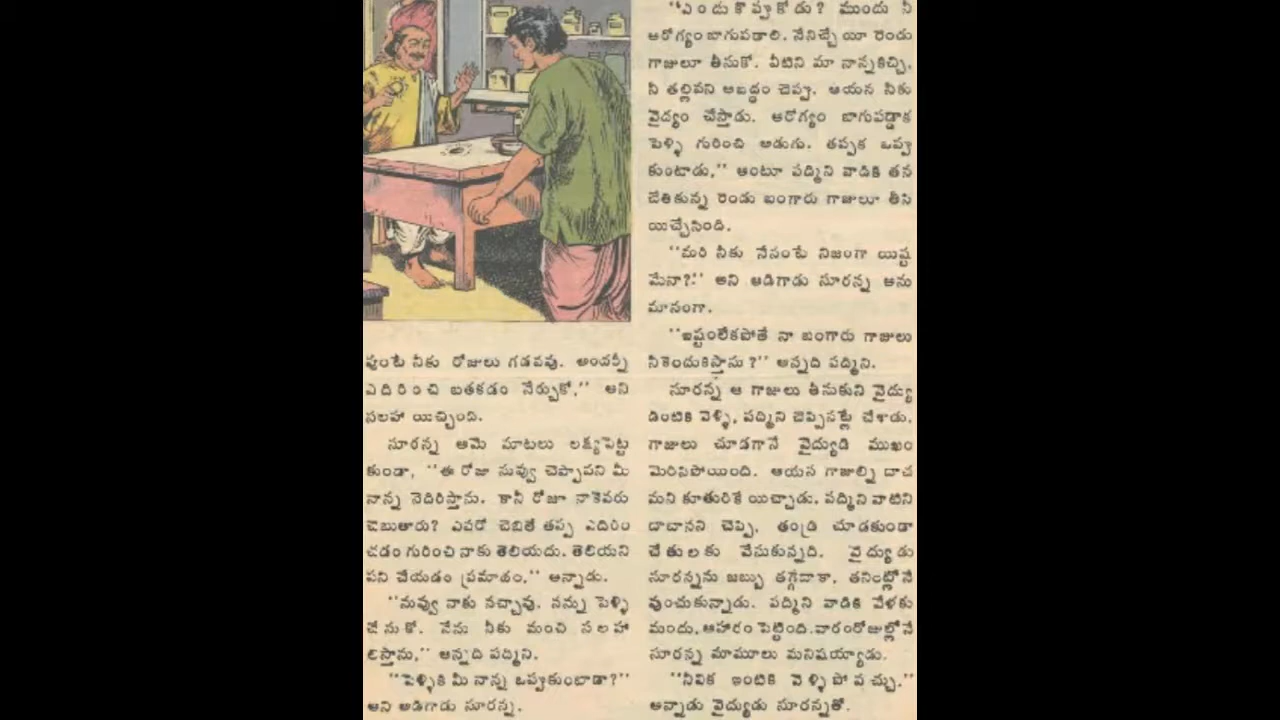 వుంటే నీకు రోజులు గడవవు. అందర్నీ
ఎదిరించి బతకడం నేర్చుకో,'' అని
సలహా యిచ్చింది.
సూరన్న ఆమె మాటలు లక్ష్యపెట్ట
కుండా, ''ఈ రోజు నువ్వు చెప్పావని మీ
నాన్న నెదిరిస్తాను. కానీ రోజూ నాకెవరు
చెబుతారు? ఎవరో చెబితే తప్ప ఎదిరిం
చడం గురించి నాకు తెలియదు. తెలియని
పని చేయడం ప్రమాదం,'' అన్నాడు.
''నువ్వు నాకు నచ్చావు. నన్ను పెళ్ళి
చేసుకో. నేను నీకు మంచి సలహా
లిస్తాను,'' అన్నది పద్మిని.
''పెళ్ళికి మీ నాన్న ఒప్పుకుంటాడా?''
అని అడిగాడు సూరన్న.
''ఎందుకొప్పుకోడు? ముందు నీ
ఆరోగ్యం బాగుపడాలి. నేనిచ్చే యీ రెండు
గాజులూ తీసుకో. వీటిని మా నాన్నకిచ్చి,
నీ తల్లివని అబద్ధం చెప్పు. ఆయన నీకు
వైద్యం చేస్తాడు. ఆరోగ్యం బాగుపడ్డాక
పెళ్ళి గురించి అడుగు. తప్పక ఒప్పు
కుంటాడు,'' అంటూ పద్మిని వాడికి తన
చేతికున్న రెండు బంగారు గాజులూ తీసి
యిచ్చేసింది.
''మరి నీకు నేనంటే నిజంగా యిష్ట
మేనా?'' అని అడిగాడు సూరన్న అను
మానంగా.
''ఇష్టంలేకపోతే నా బంగారు గాజులు
నీకెందుకిస్తాను?'' అన్నది పద్మిని.
సూరన్న ఆ గాజులు తీసుకుని వైద్యు
డింటికి వెళ్ళి, పద్మిని చెప్పినట్లే చేశాడు.
గాజులు చూడగానే వైద్యుడి ముఖం
మెరిసిపోయింది. ఆయన గాజుల్ని దాచ
మని కూతురికే యిచ్చాడు. పద్మిని వాటిని
దాచానని చెప్పి, తండ్రి చూడకుండా
చేతులకు వేసుకున్నది. వైద్యుడు
సూరన్నను జబ్బు తగ్గేదాకా, తనింట్లోనే
వుంచుకున్నాడు. పద్మిని వాడికి వేళకు
మందు, ఆహారం పెట్టింది. వారంరోజుల్లోనే
సూరన్న మామూలు మనిషయ్యాడు.
''నీవిక ఇంటికి వెళ్ళిపోవచ్చు.''
అన్నాడు వైద్యుడు సూరన్నతో.